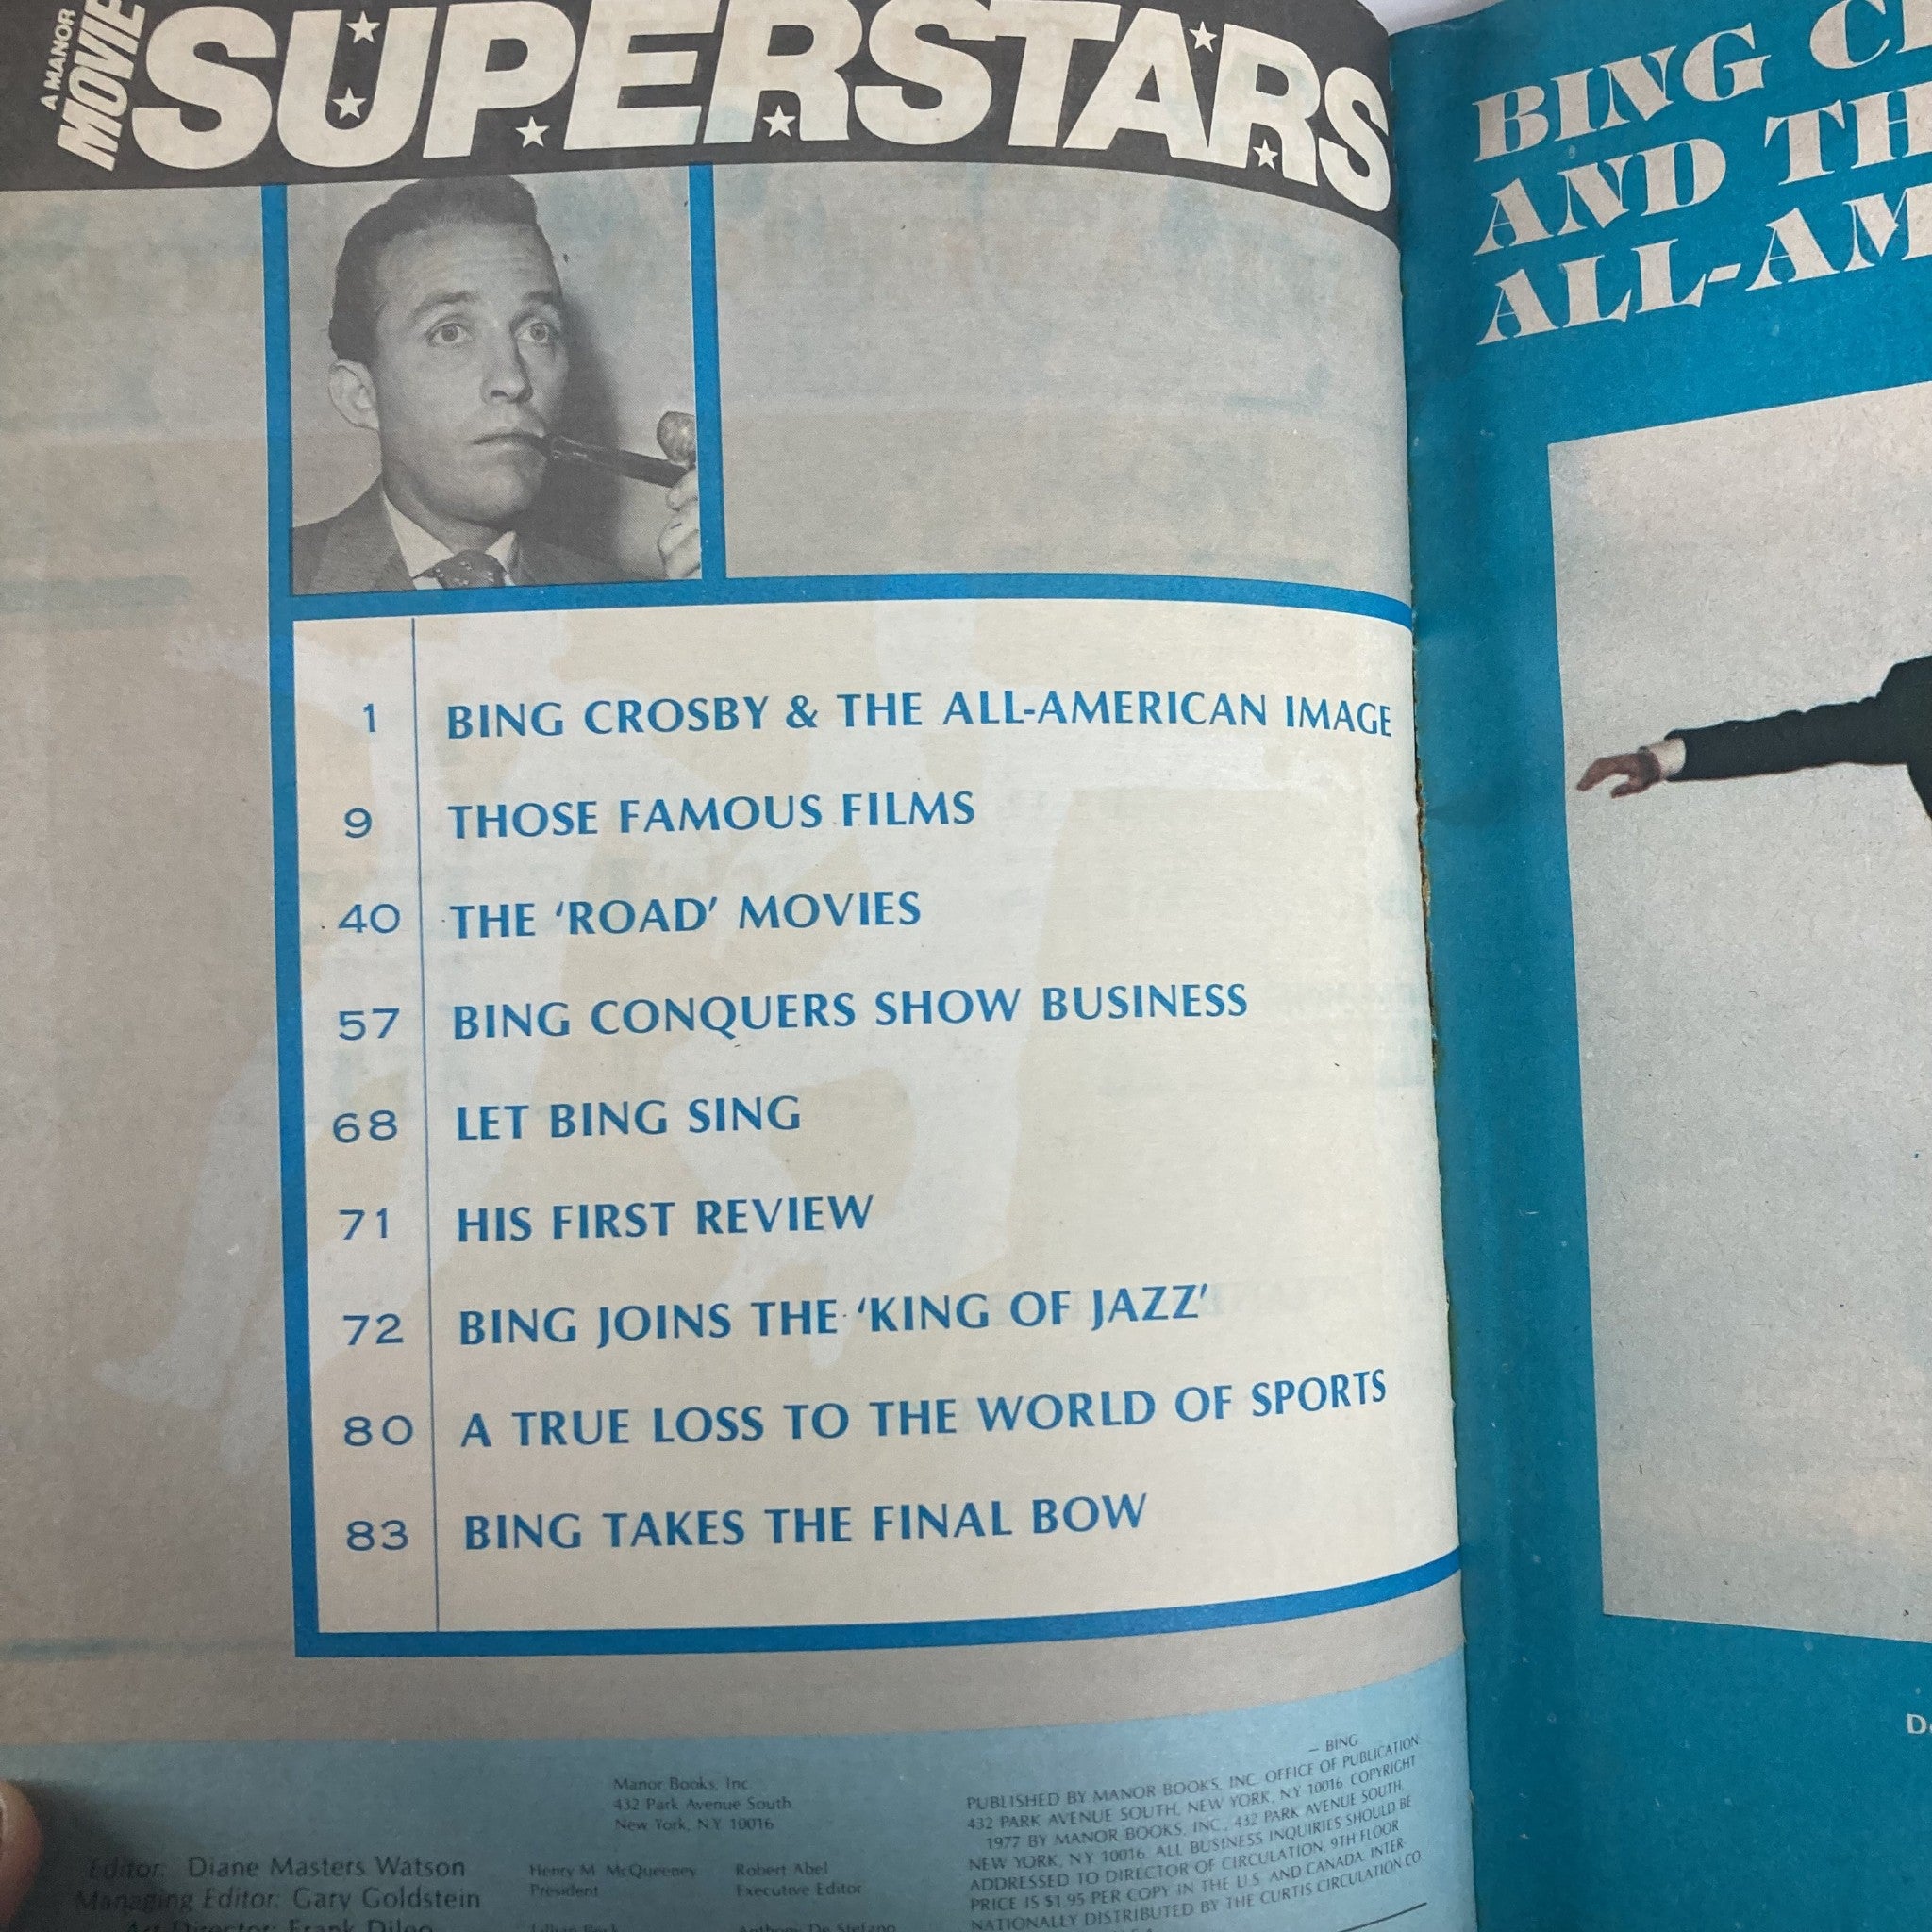 A MANOR
MOVIE
SUPERSTARS
1 BING CROSBY & THE ALL-AMERICAN IMAGE
9 THOSE FAMOUS FILMS
40 THE ‘ROAD’ MOVIES
57 BING CONQUERS SHOW BUSINESS
68 LET BING SING
71 HIS FIRST REVIEW
72 BING JOINS THE ‘KING OF JAZZ’
80 A TRUE LOSS TO THE WORLD OF SPORTS
83 BING TAKES THE FINAL BOW
Manor Books, Inc.
432 Park Avenue South
New York, N.Y. 10016
Editor: Diane Masters Watson
Managing Editor: Gary Goldstein
Art Director: Frank Dileo
Henry M. McQueeney
President
Robert Abel
Executive Editor
Anthony De Stefano
— BING
PUBLISHED BY MANOR BOOKS, INC. OFFICE OF PUBLICATION
432 PARK AVENUE SOUTH, NEW YORK, NY 10016. COPYRIGHT
1977 BY MANOR BOOKS, INC., 432 PARK AVENUE SOUTH,
NEW YORK, NY 10016. ALL BUSINESS INQUIRIES SHOULD BE
ADDRESSED TO DIRECTOR OF CIRCULATION, 9TH FLOOR
PRICE IS $1.95 PER COPY IN THE U.S. AND CANADA. INTER-
NATIONALLY DISTRIBUTED BY THE CURTIS CIRCULATION CO
BING C
AND TH
ALL-AM
D